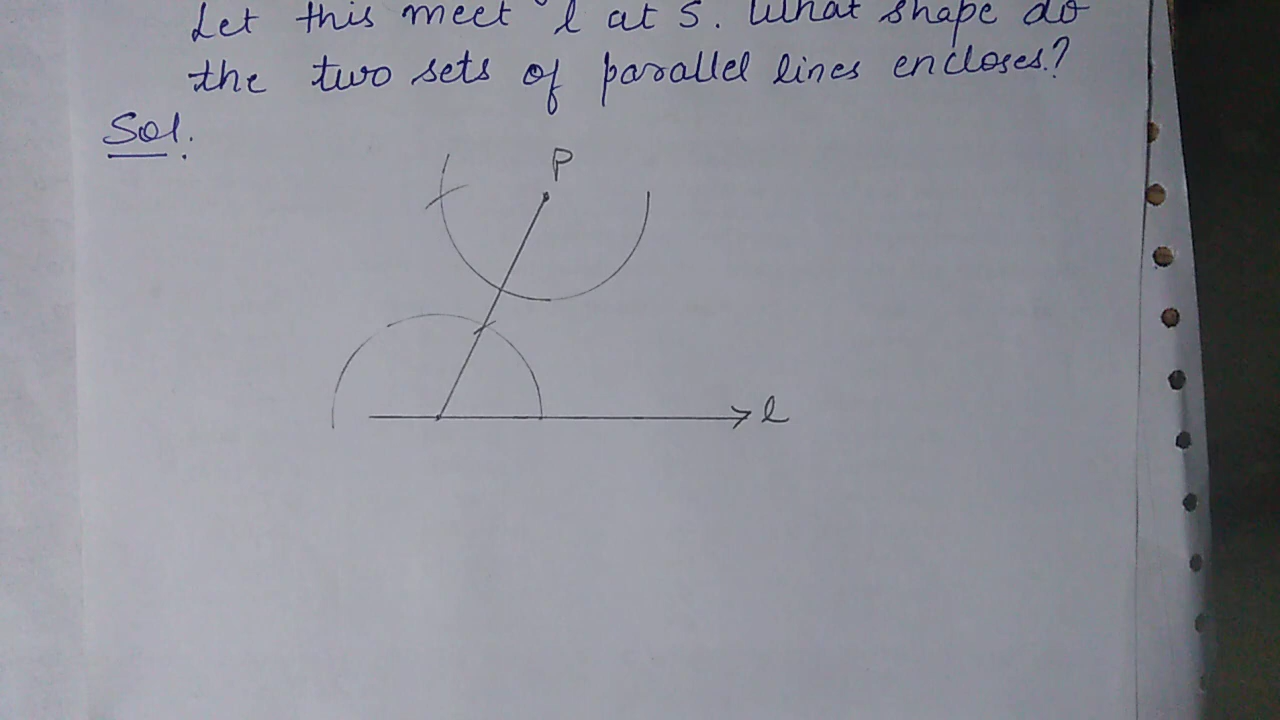 Let this meet l at S. What shape do
the two sets of parallel lines encloses?
Sol.
P
l